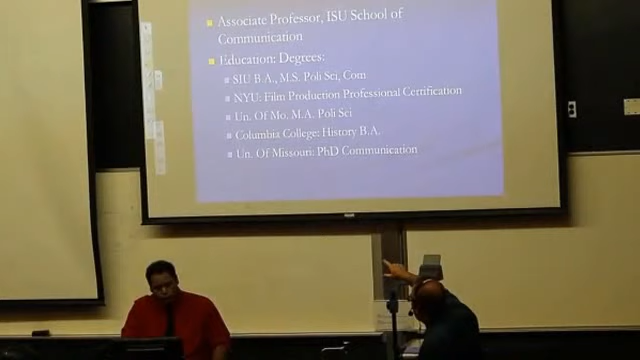 Associate Professor, ISU School of
Communication
Education: Degrees:
SIU B.A., M.S. Poli Sci, Com
NYU: Film Production Professional Certification
Un. Of Mo. M.A. Poli Sci
Columbia College: History B.A.
Un. Of Missouri: PhD Communication